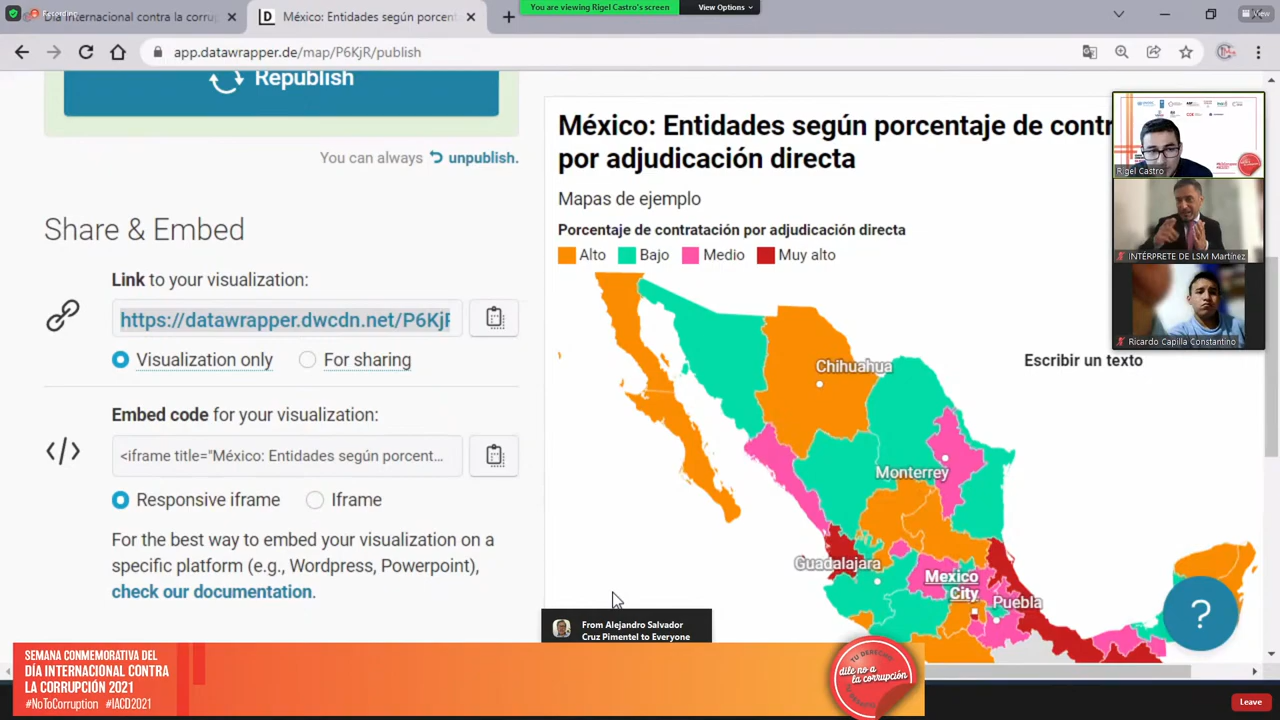 Recording
Día Internacional contra la corrup
México: Entidades según porcent
You are viewing Rigel Castro's screen
View Options
View
app.datawrapper.de/map/P6KjR/publish
Republish
You can always unpublish.
Share & Embed
Link to your visualization:
https://datawrapper.dwcdn.net/P6KjR
Visualization only
For sharing
Embed code for your visualization:
<iframe title="México: Entidades según porcent...
Responsive iframe
Iframe
For the best way to embed your visualization on a
specific platform (e.g., Wordpress, Powerpoint),
check our documentation.
México: Entidades según porcentaje de contr
por adjudicación directa
Mapas de ejemplo
Porcentaje de contratación por adjudicación directa
Alto
Bajo
Medio
Muy alto
Chihuahua
Escribir un texto
Monterrey
Guadalajara
Mexico
City
Puebla
?
Rigel Castro
INTÉRPRETE DE LSM Martínez
Ricardo Capilla Constantino
From Alejandro Salvador
Cruz Pimentel to Everyone
SEMANA CONMEMORATIVA DEL
DÍA INTERNACIONAL CONTRA
LA CORRUPCIÓN 2021
#NoToCorruption #IACD2021
TU DERECHO
dile no a
la corrupción
Leave